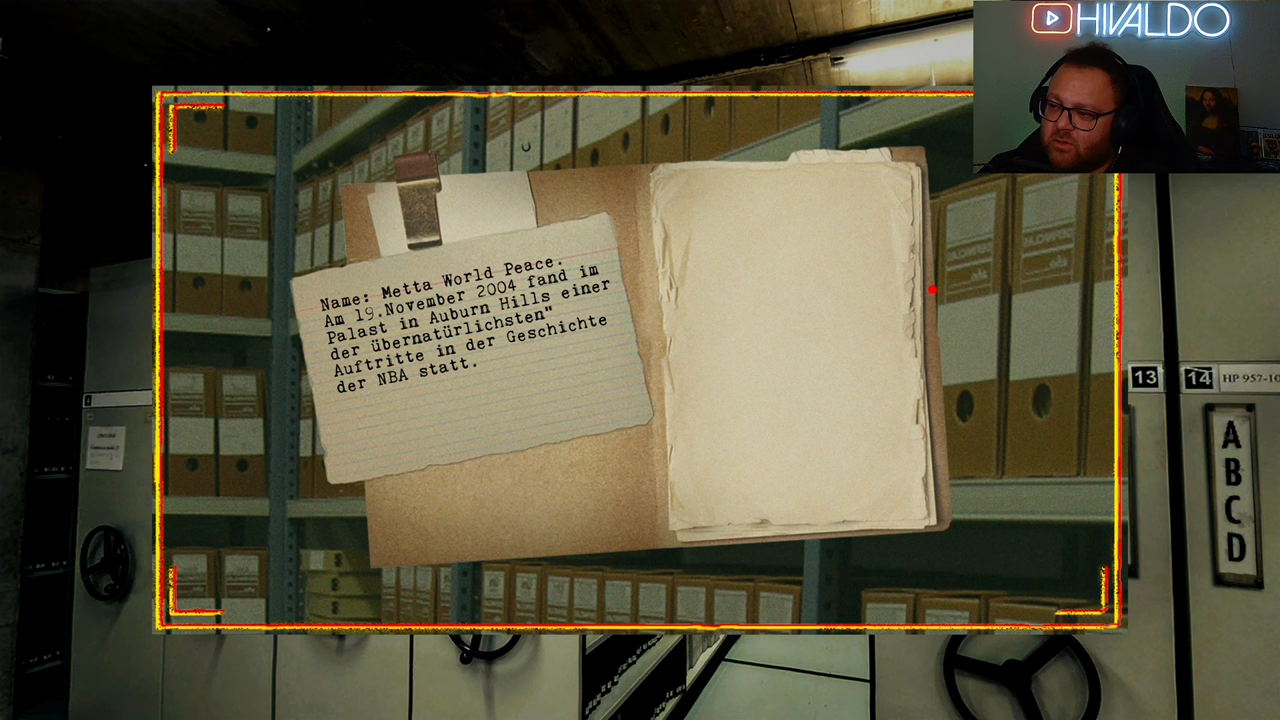 HIVALDO
Name: Metta World Peace.
Am 19.November 2004 fand im
Palast in Auburn Hills einer
der übernatürlichsten"
Auftritte in der Geschichte
der NBA statt.
13
14 HP 957-10
A
B
C
D